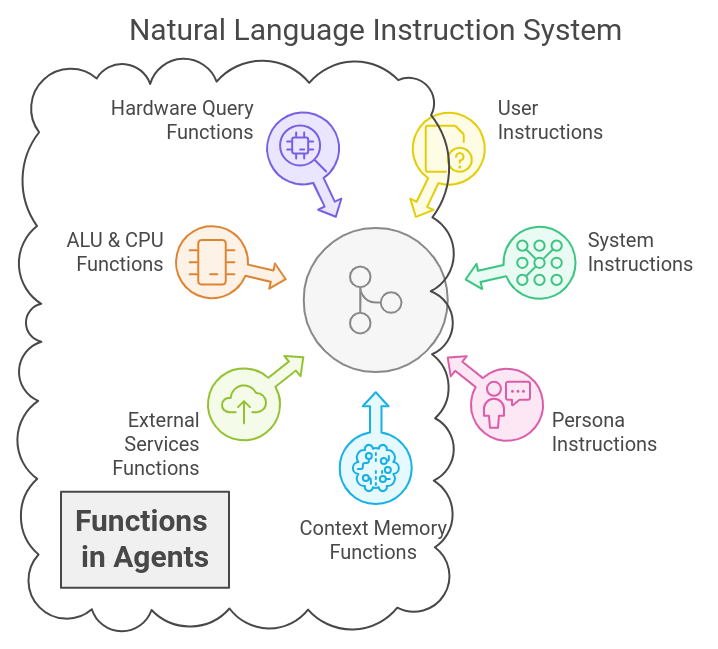 Natural Language Instruction System
Hardware Query
Functions
User
Instructions
ALU & CPU
Functions
System
Instructions
External
Services
Functions
Persona
Instructions
Context Memory
Functions
Functions
in Agents
?